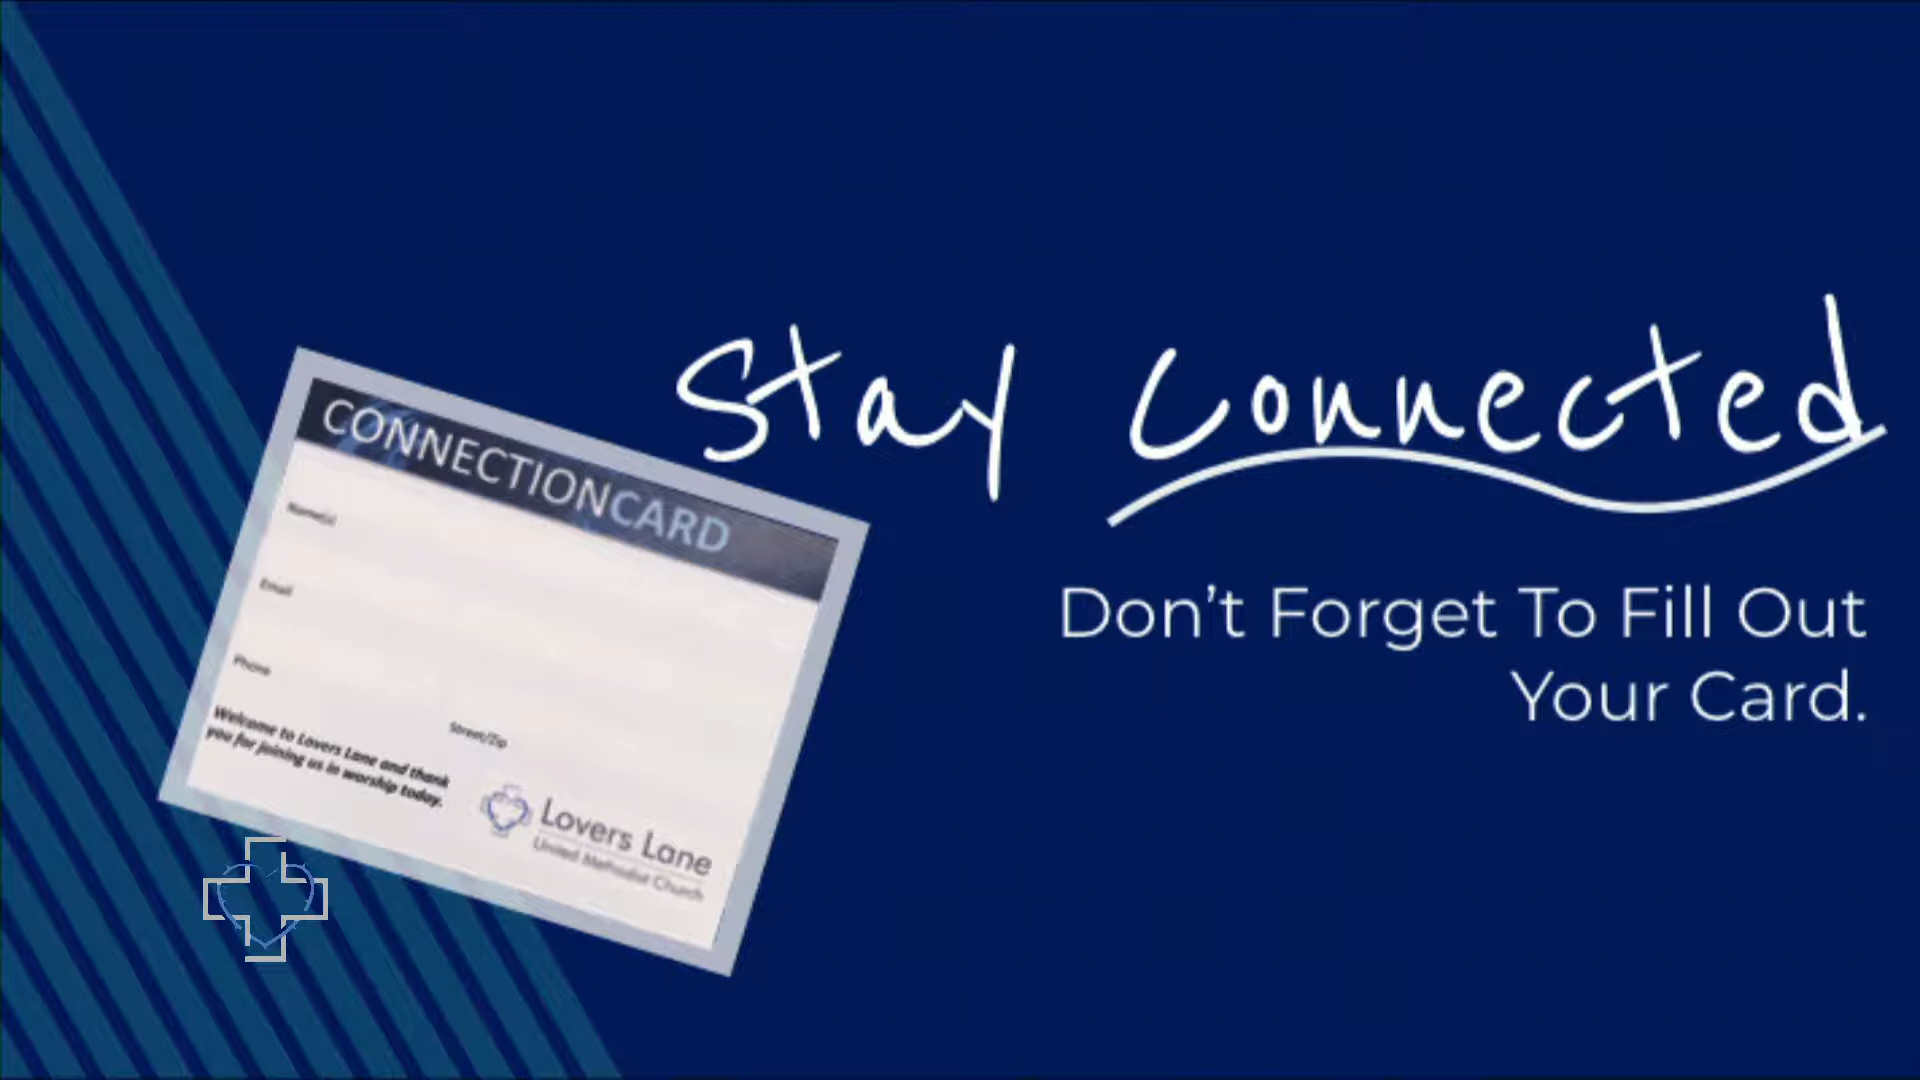 Stay Connected
Don't Forget To Fill Out
Your Card.
CONNECTIONCARD
Name(s)
Email
Phone
Street/Zip
Welcome to Lovers Lane and thank
you for joining us in worship today.
Lovers Lane
United Methodist Church